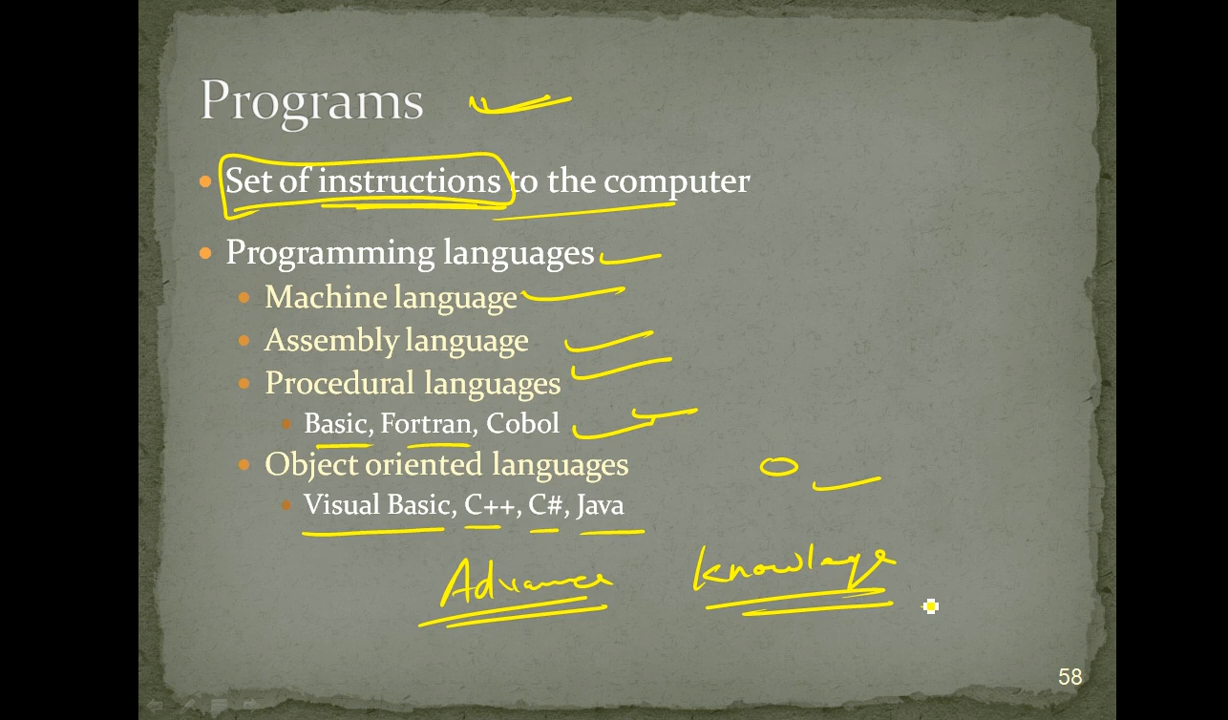 Programs
Set of instructions to the computer
Programming languages
Machine language
Assembly language
Procedural languages
Basic, Fortran, Cobol
Object oriented languages
Visual Basic, C++, C#, Java
Advance Knowlage
58